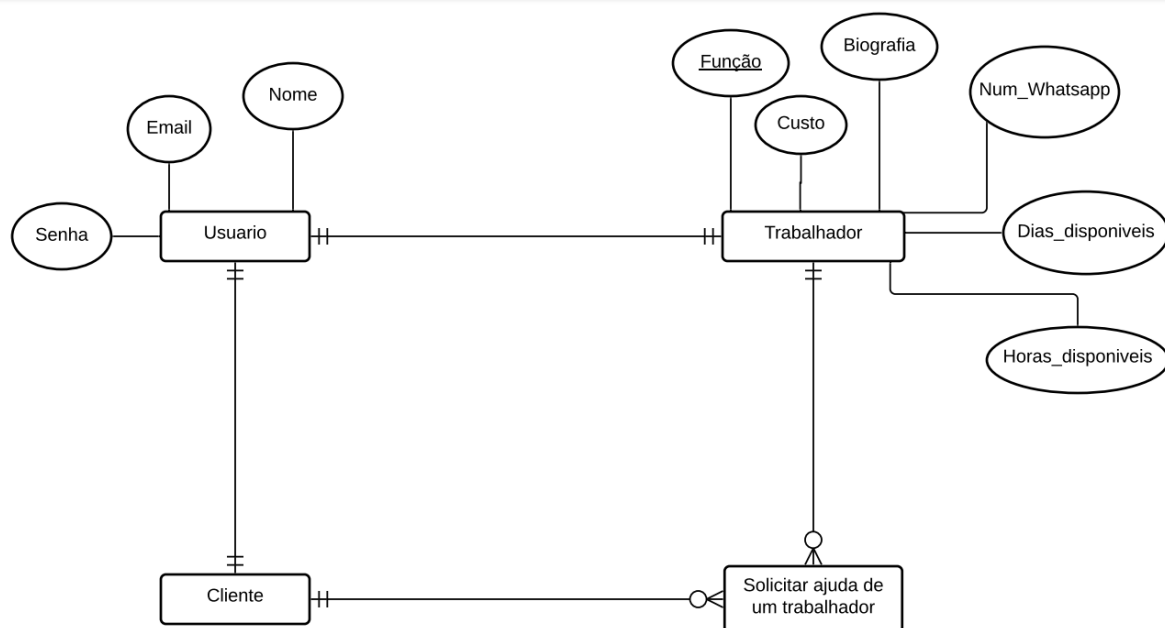 Biografia
Função
Num_Whatsapp
Nome
Custo
Email
Senha
Usuario
Trabalhador
Dias_disponiveis
Horas_disponiveis
Cliente
Solicitar ajuda de
um trabalhador